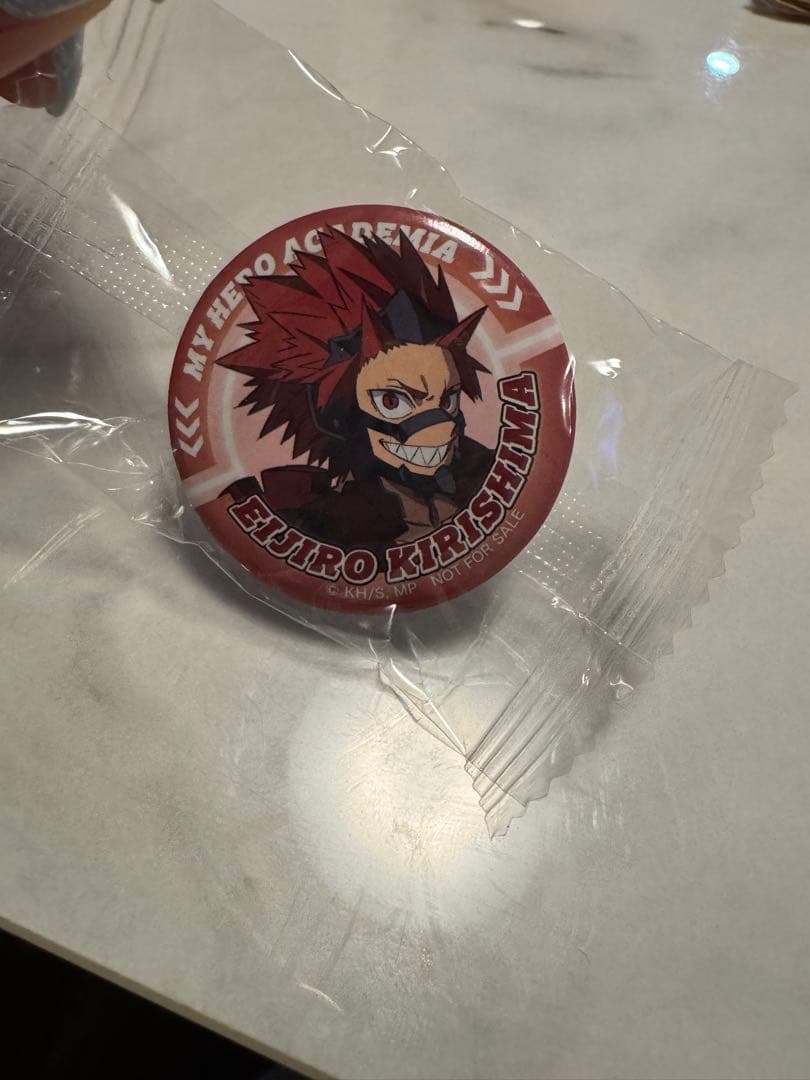 MY HERO ACADEMIA
EIJIRO KIRISHIMA
© KH/S, MP NOT FOR SALE